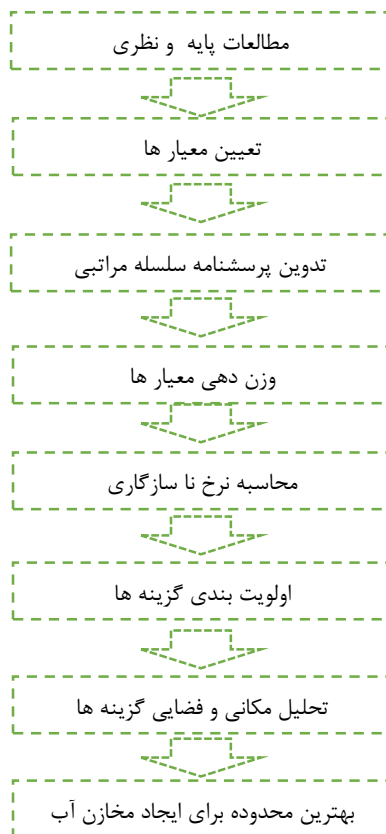 مطالعات پایه و نظری
تعیین معیار ها
تدوین پرسشنامه سلسله مراتبی
وزن دهی معیار ها
محاسبه نرخ نا سازگاری
اولویت بندی گزینه ها
تحلیل مکانی و فضایی گزینه ها
بهترین محدوده برای ایجاد مخازن آب